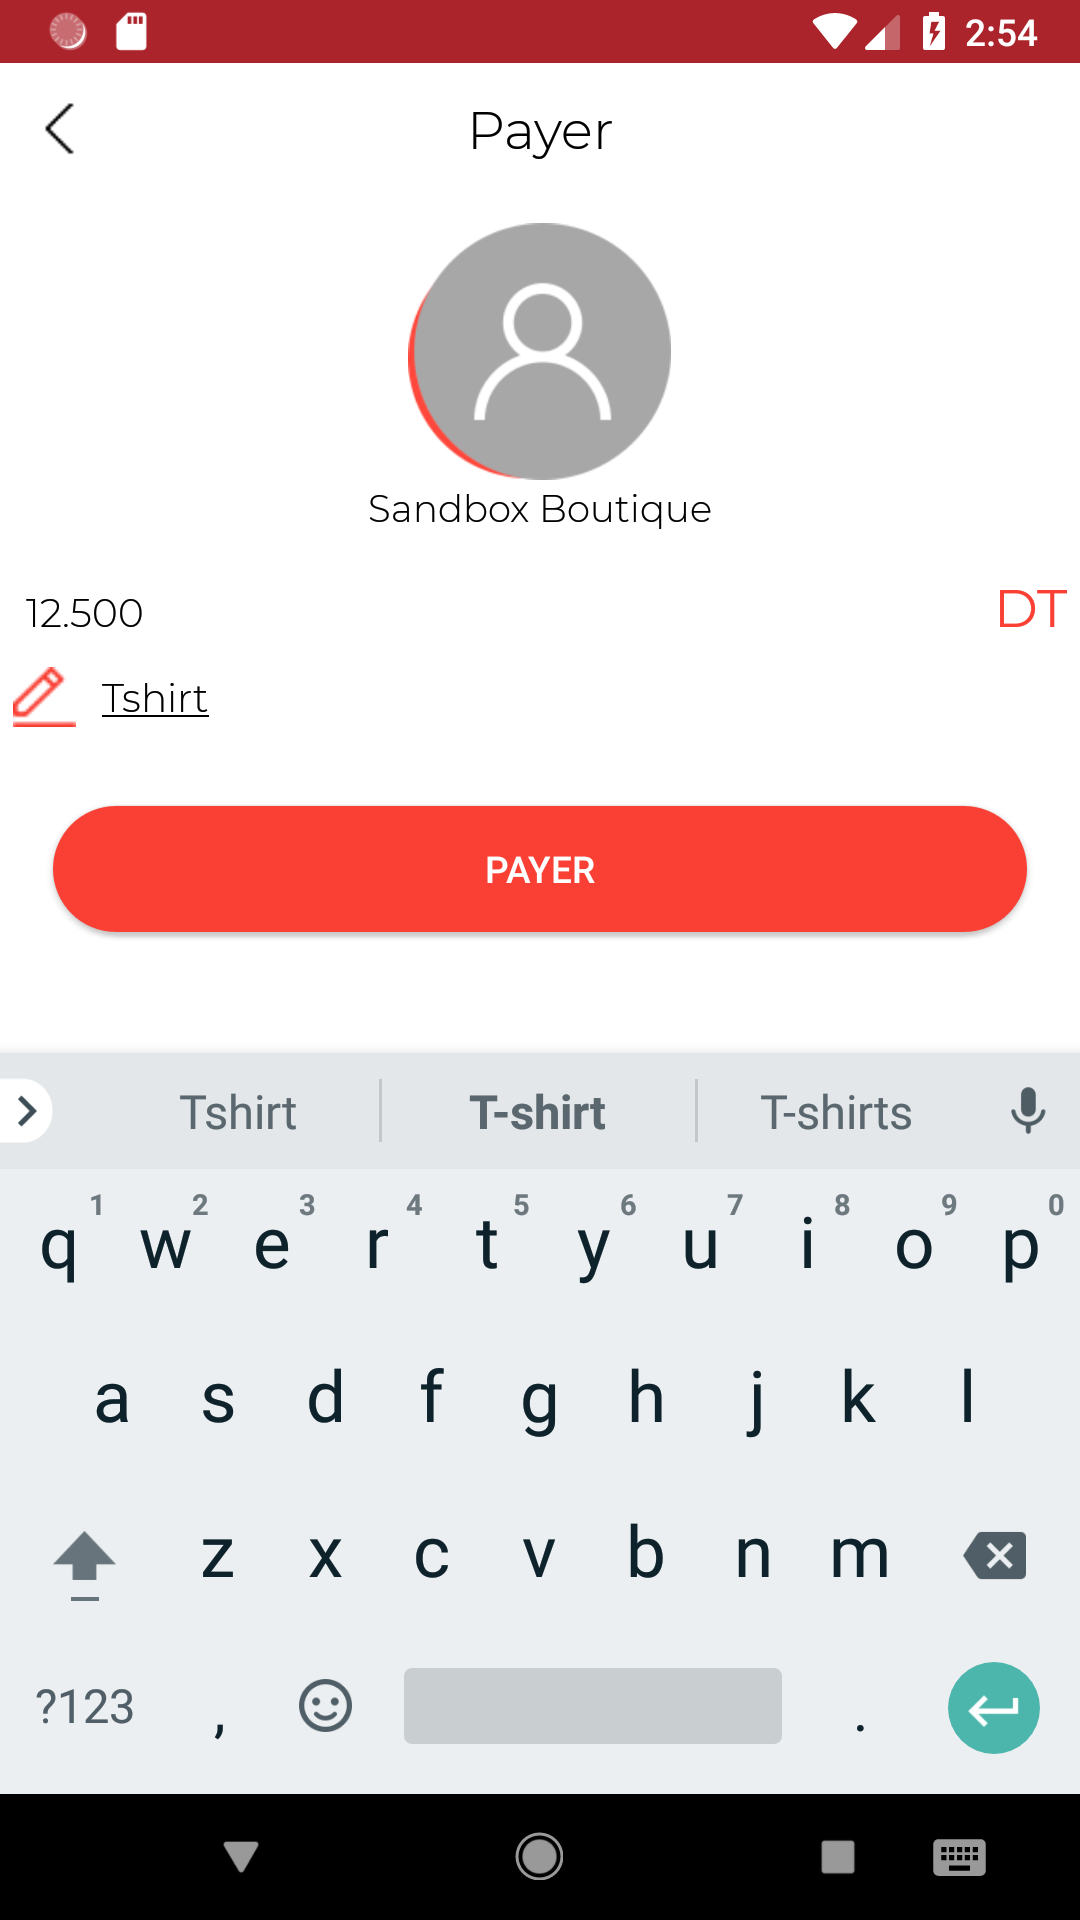 2:54
Payer
Sandbox Boutique
12.500 DT
Tshirt
PAYER
Tshirt T-shirt T-shirts
1 2 3 4 5 6 7 8 9 0
q w e r t y u i o p
a s d f g h j k l
z x c v b n m
?123 , .